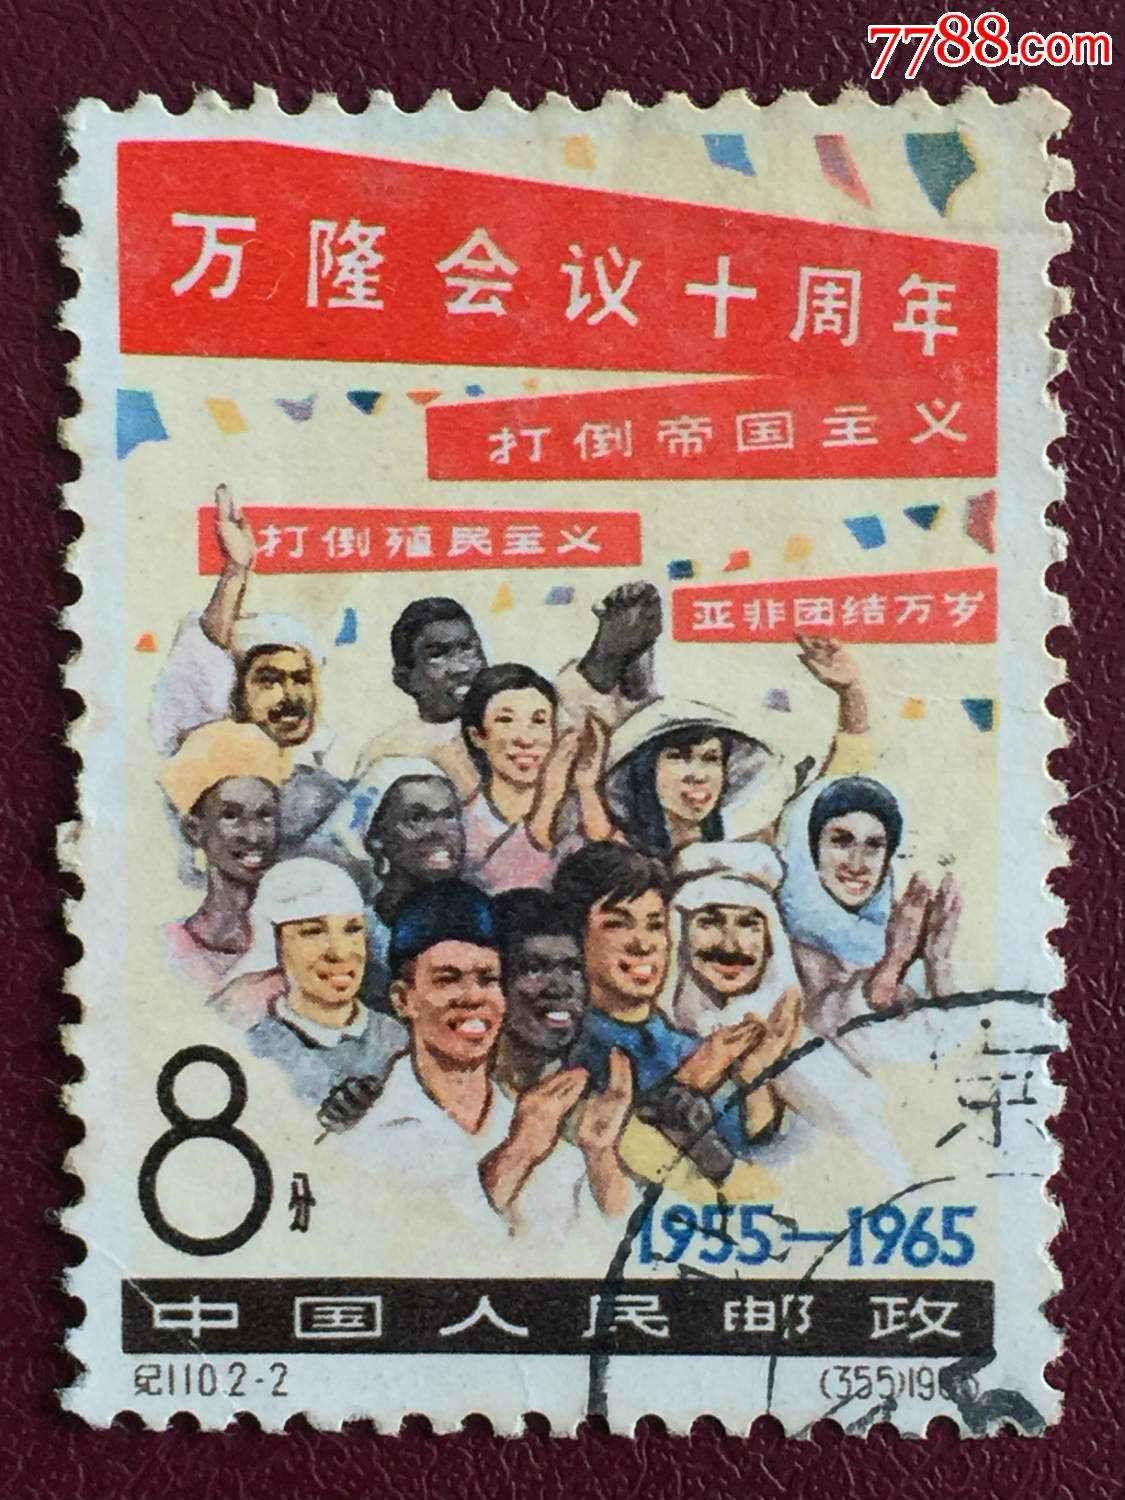 7788.com
万隆会议十周年
打倒帝国主义
打倒殖民主义
亚非团结万岁
8分
1955—1965
中国人民邮政
纪110.2-2
(355)19